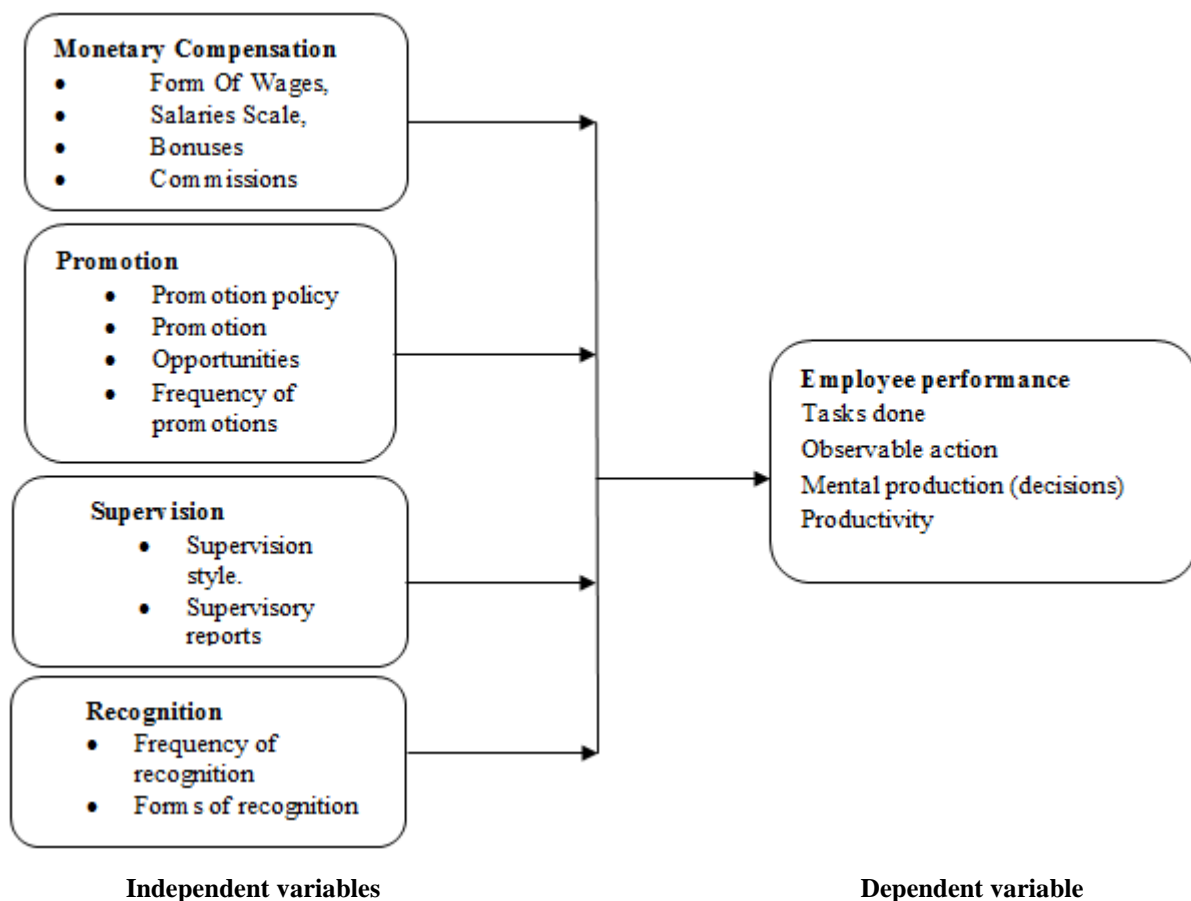 Monetary Compensation
● Form Of Wages,
● Salaries Scale,
● Bonuses
● Commissions
Promotion
● Promotion policy
● Promotion
● Opportunities
● Frequency of
promotions
Supervision
● Supervision
style.
● Supervisory
reports
Recognition
● Frequency of
recognition
● Forms of recognition
Employee performance
Tasks done
Observable action
Mental production (decisions)
Productivity
Independent variables
Dependent variable